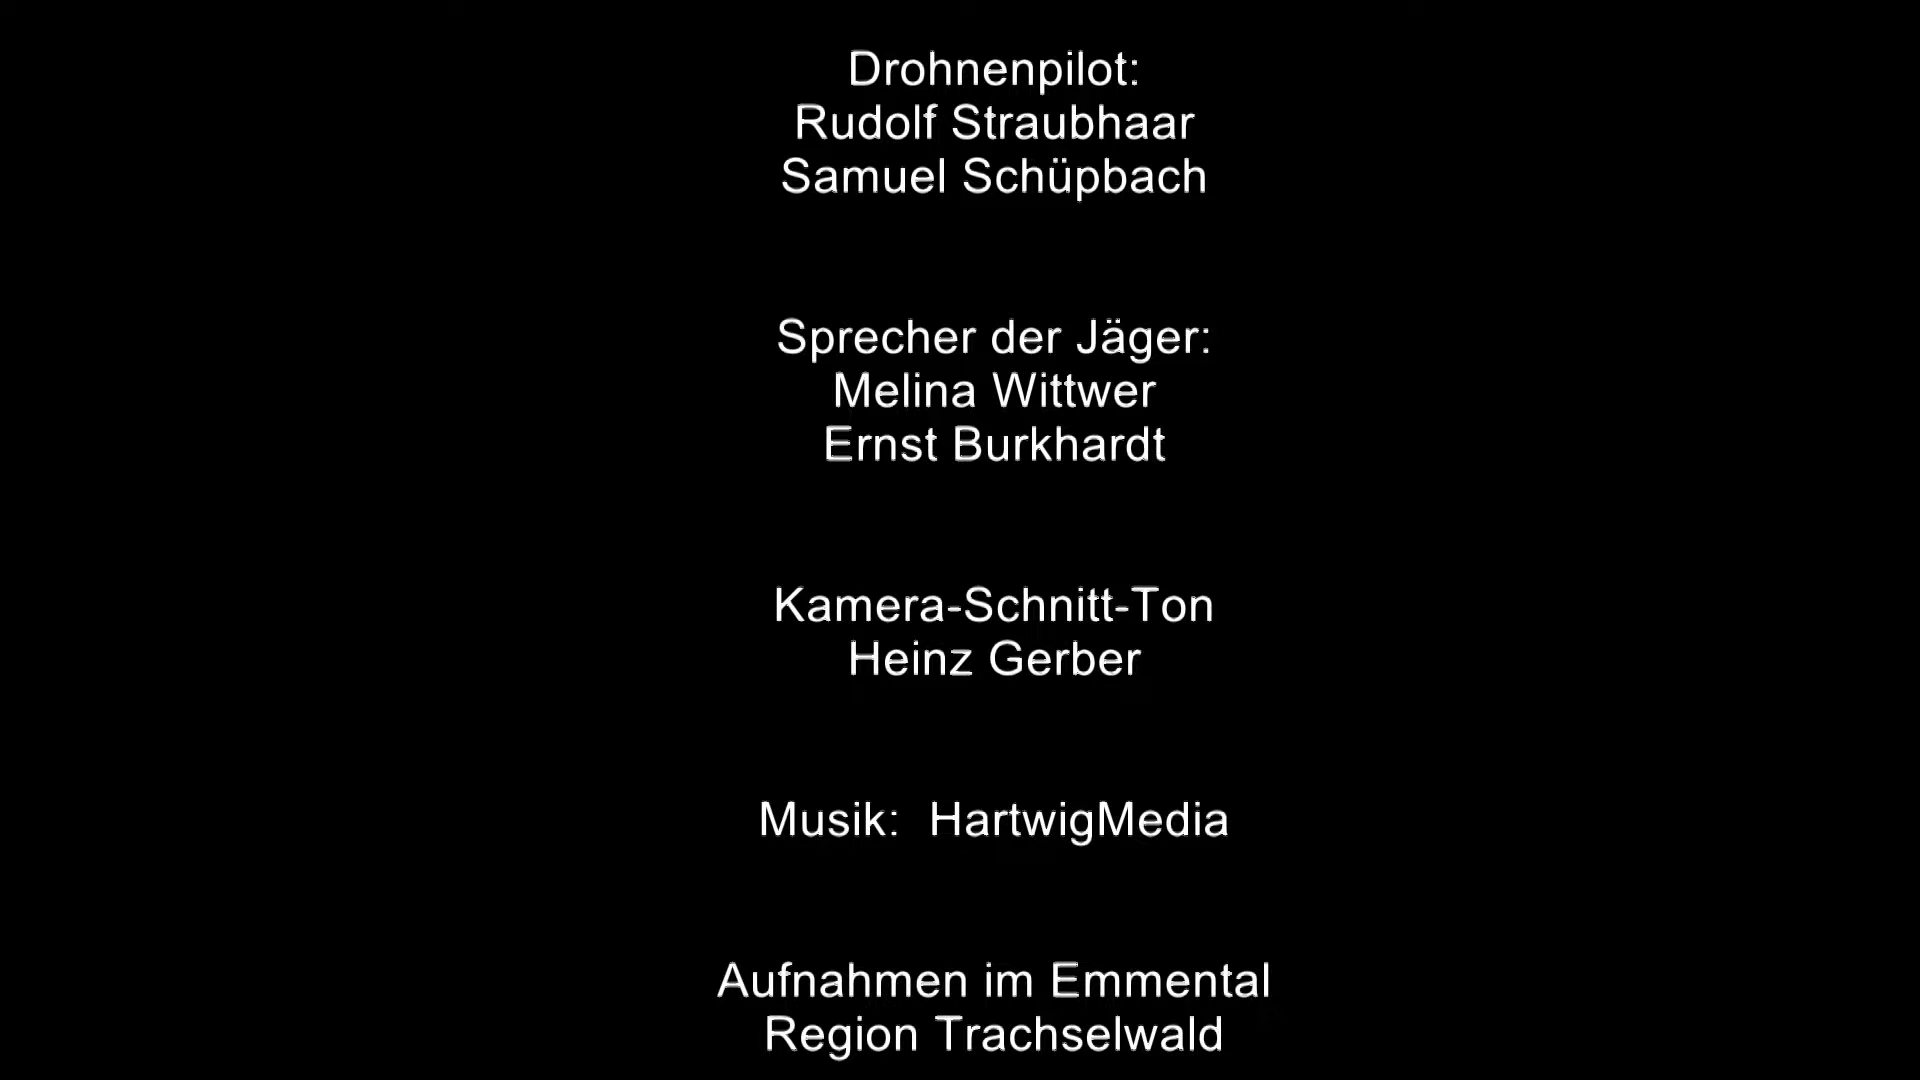 Drohnenpilot:
Rudolf Straubhaar
Samuel Schüpbach
Sprecher der Jäger:
Melina Wittwer
Ernst Burkhardt
Kamera-Schnitt-Ton
Heinz Gerber
Musik:  HartwigMedia
Aufnahmen im Emmental
Region Trachselwald